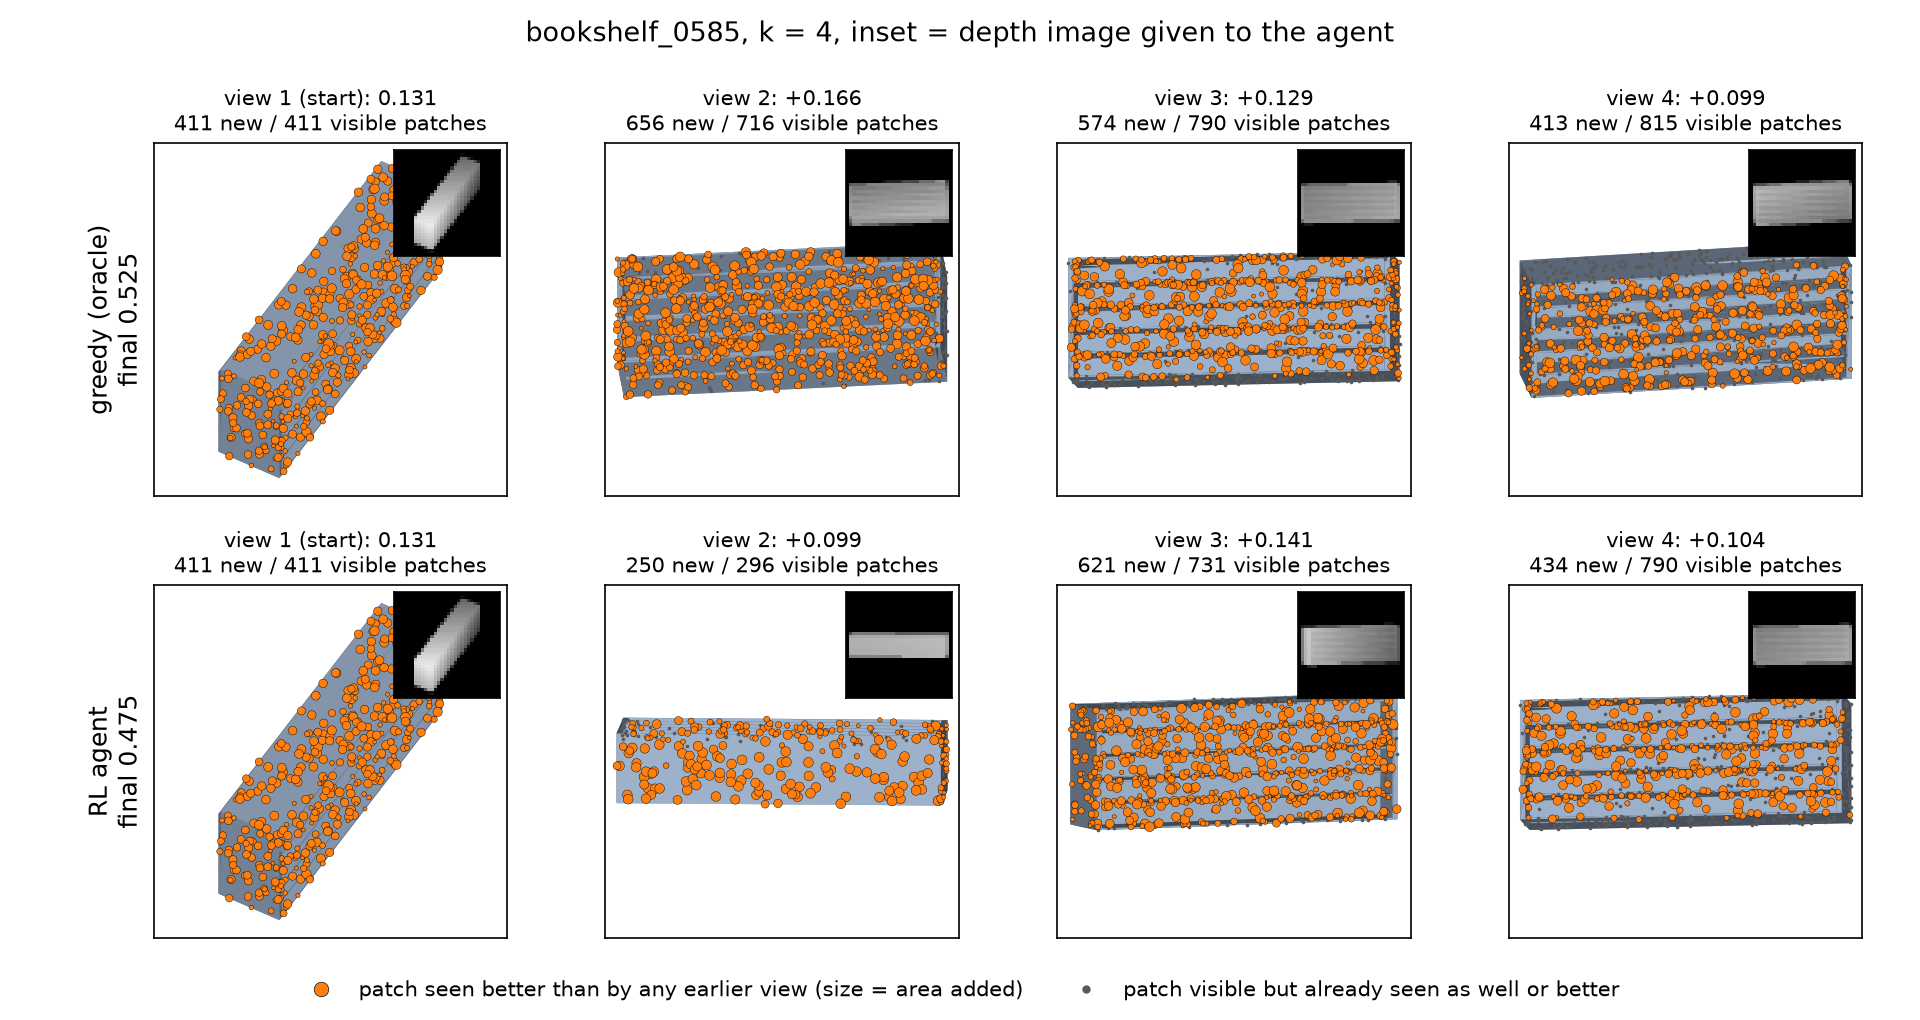 bookshelf_0585, k = 4, inset = depth image given to the agent
view 1 (start): 0.131
411 new / 411 visible patches
view 2: +0.166
656 new / 716 visible patches
view 3: +0.129
574 new / 790 visible patches
view 4: +0.099
413 new / 815 visible patches
greedy (oracle)
final 0.525
view 1 (start): 0.131
411 new / 411 visible patches
view 2: +0.099
250 new / 296 visible patches
view 3: +0.141
621 new / 731 visible patches
view 4: +0.104
434 new / 790 visible patches
RL agent
final 0.475
patch seen better than by any earlier view (size = area added)
patch visible but already seen as well or better